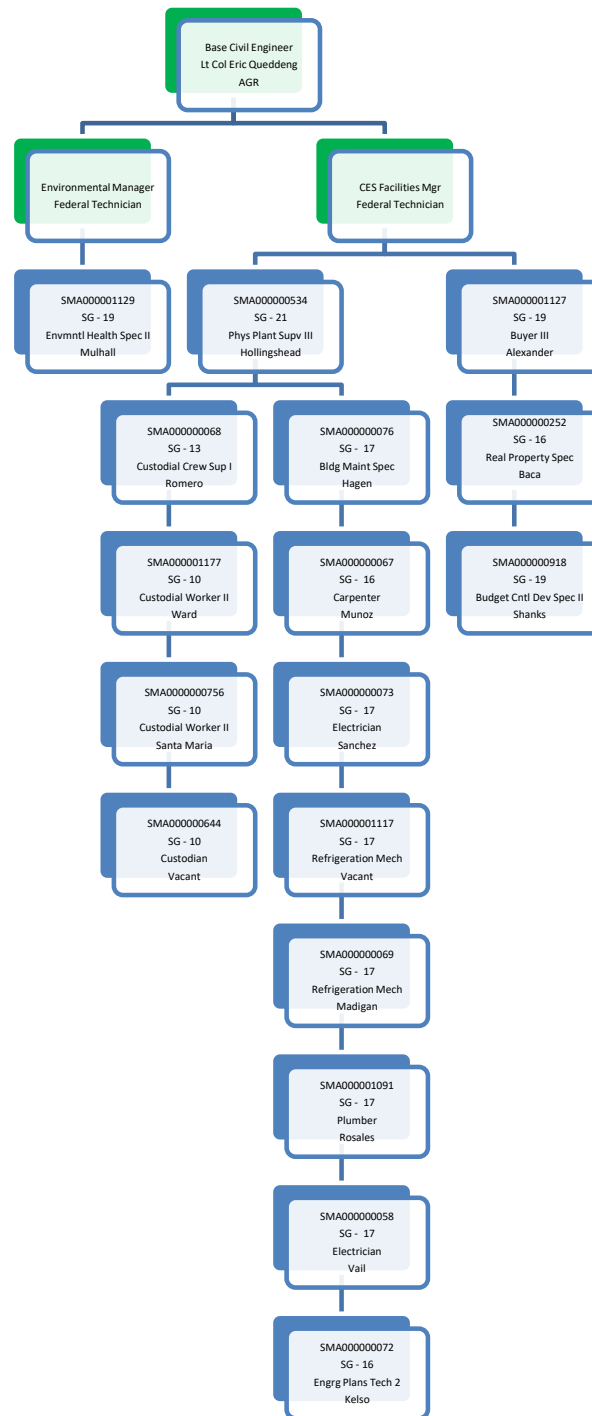 Base Civil Engineer
Lt Col Eric Queddeng
AGR
Environmental Manager
Federal Technician
CES Facilities Mgr
Federal Technician
SMA000001129
SG - 19
Envmntl Health Spec II
Mulhall
SMA000000534
SG - 21
Phys Plant Supv III
Hollingshead
SMA000001127
SG - 19
Buyer III
Alexander
SMA000000068
SG - 13
Custodial Crew Sup I
Romero
SMA000000076
SG - 17
Bldg Maint Spec
Hagen
SMA000000252
SG - 16
Real Property Spec
Baca
SMA000001177
SG - 10
Custodial Worker II
Ward
SMA000000067
SG - 16
Carpenter
Munoz
SMA000000918
SG - 19
Budget Cntl Dev Spec II
Shanks
SMA0000000756
SG - 10
Custodial Worker II
Santa Maria
SMA000000073
SG - 17
Electrician
Sanchez
SMA000000644
SG - 10
Custodian
Vacant
SMA000001117
SG - 17
Refrigeration Mech
Vacant
SMA000000069
SG - 17
Refrigeration Mech
Madigan
SMA000001091
SG - 17
Plumber
Rosales
SMA000000058
SG - 17
Electrician
Vail
SMA000000072
SG - 16
Engrg Plans Tech 2
Kelso